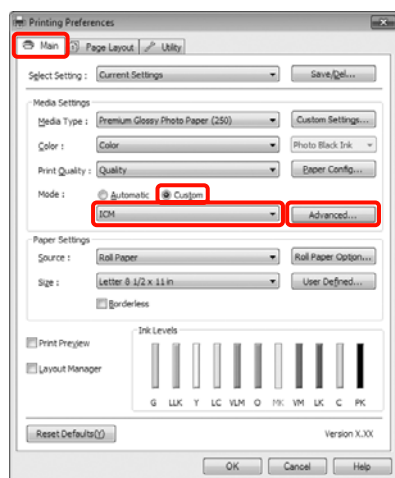 Printing Preferences
Main Page Layout Utility
Select Setting : Current Settings Save/Del...
Media Settings
Media Type : Premium Glossy Photo Paper (250) Custom Settings...
Color : Color Photo Black Ink
Print Quality : Quality Paper Config...
Mode : Automatic Custom
ICM Advanced...
Paper Settings
Source : Roll Paper Roll Paper Option...
Size : Letter 8 1/2 x 11 in User Defined...
Borderless
Ink Levels
Print Preview
Layout Manager
G LLK Y LC VLM O MK VM LK C PK
Reset Defaults(Y) Version X.XX
OK Cancel Help